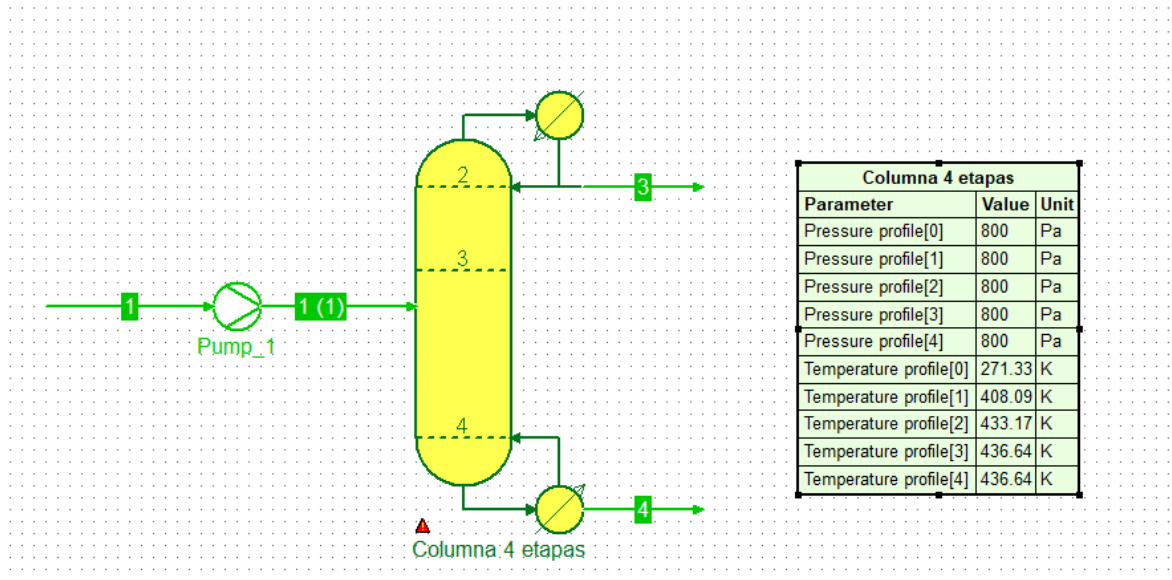 2
3
3
1
1 (1)
Pump_1
4
4
Columna 4 etapas
Columna 4 etapas
Parameter Value Unit
Pressure profile[0] 800 Pa
Pressure profile[1] 800 Pa
Pressure profile[2] 800 Pa
Pressure profile[3] 800 Pa
Pressure profile[4] 800 Pa
Temperature profile[0] 271.33 K
Temperature profile[1] 408.09 K
Temperature profile[2] 433.17 K
Temperature profile[3] 436.64 K
Temperature profile[4] 436.64 K